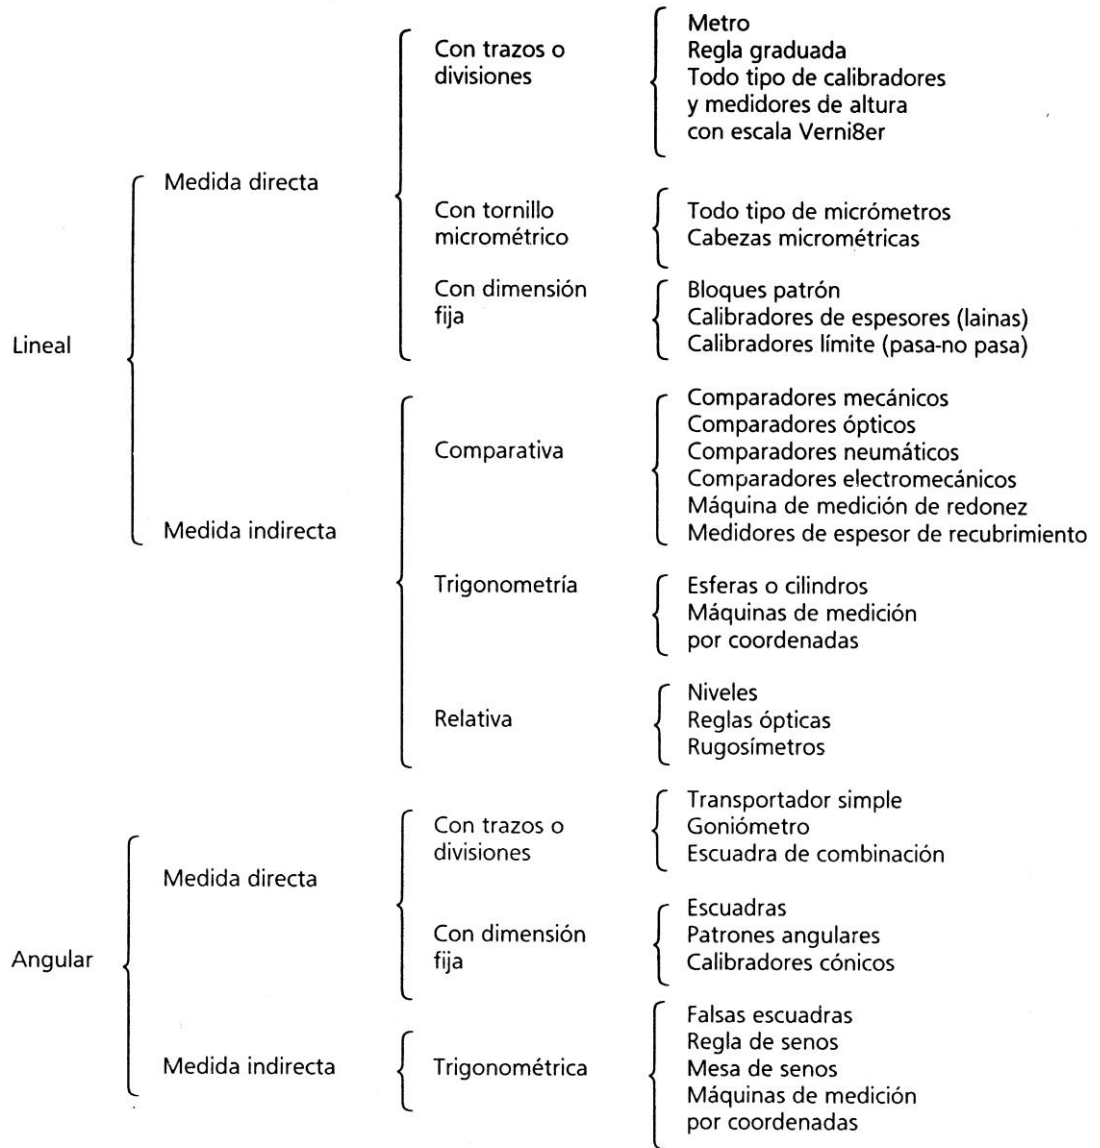 Lineal
Medida directa
Con trazos o
divisiones
Metro
Regla graduada
Todo tipo de calibradores
y medidores de altura
con escala Verni8er
Con tornillo
micrométrico
Todo tipo de micrómetros
Cabezas micrométricas
Con dimensión
fija
Bloques patrón
Calibradores de espesores (lainas)
Calibradores límite (pasa-no pasa)
Medida indirecta
Comparativa
Comparadores mecánicos
Comparadores ópticos
Comparadores neumáticos
Comparadores electromecánicos
Máquina de medición de redonez
Medidores de espesor de recubrimiento
Trigonometría
Esferas o cilindros
Máquinas de medición
por coordenadas
Relativa
Niveles
Reglas ópticas
Rugosímetros
Angular
Medida directa
Con trazos o
divisiones
Transportador simple
Goniómetro
Escuadra de combinación
Con dimensión
fija
Escuadras
Patrones angulares
Calibradores cónicos
Medida indirecta
Trigonométrica
Falsas escuadras
Regla de senos
Mesa de senos
Máquinas de medición
por coordenadas